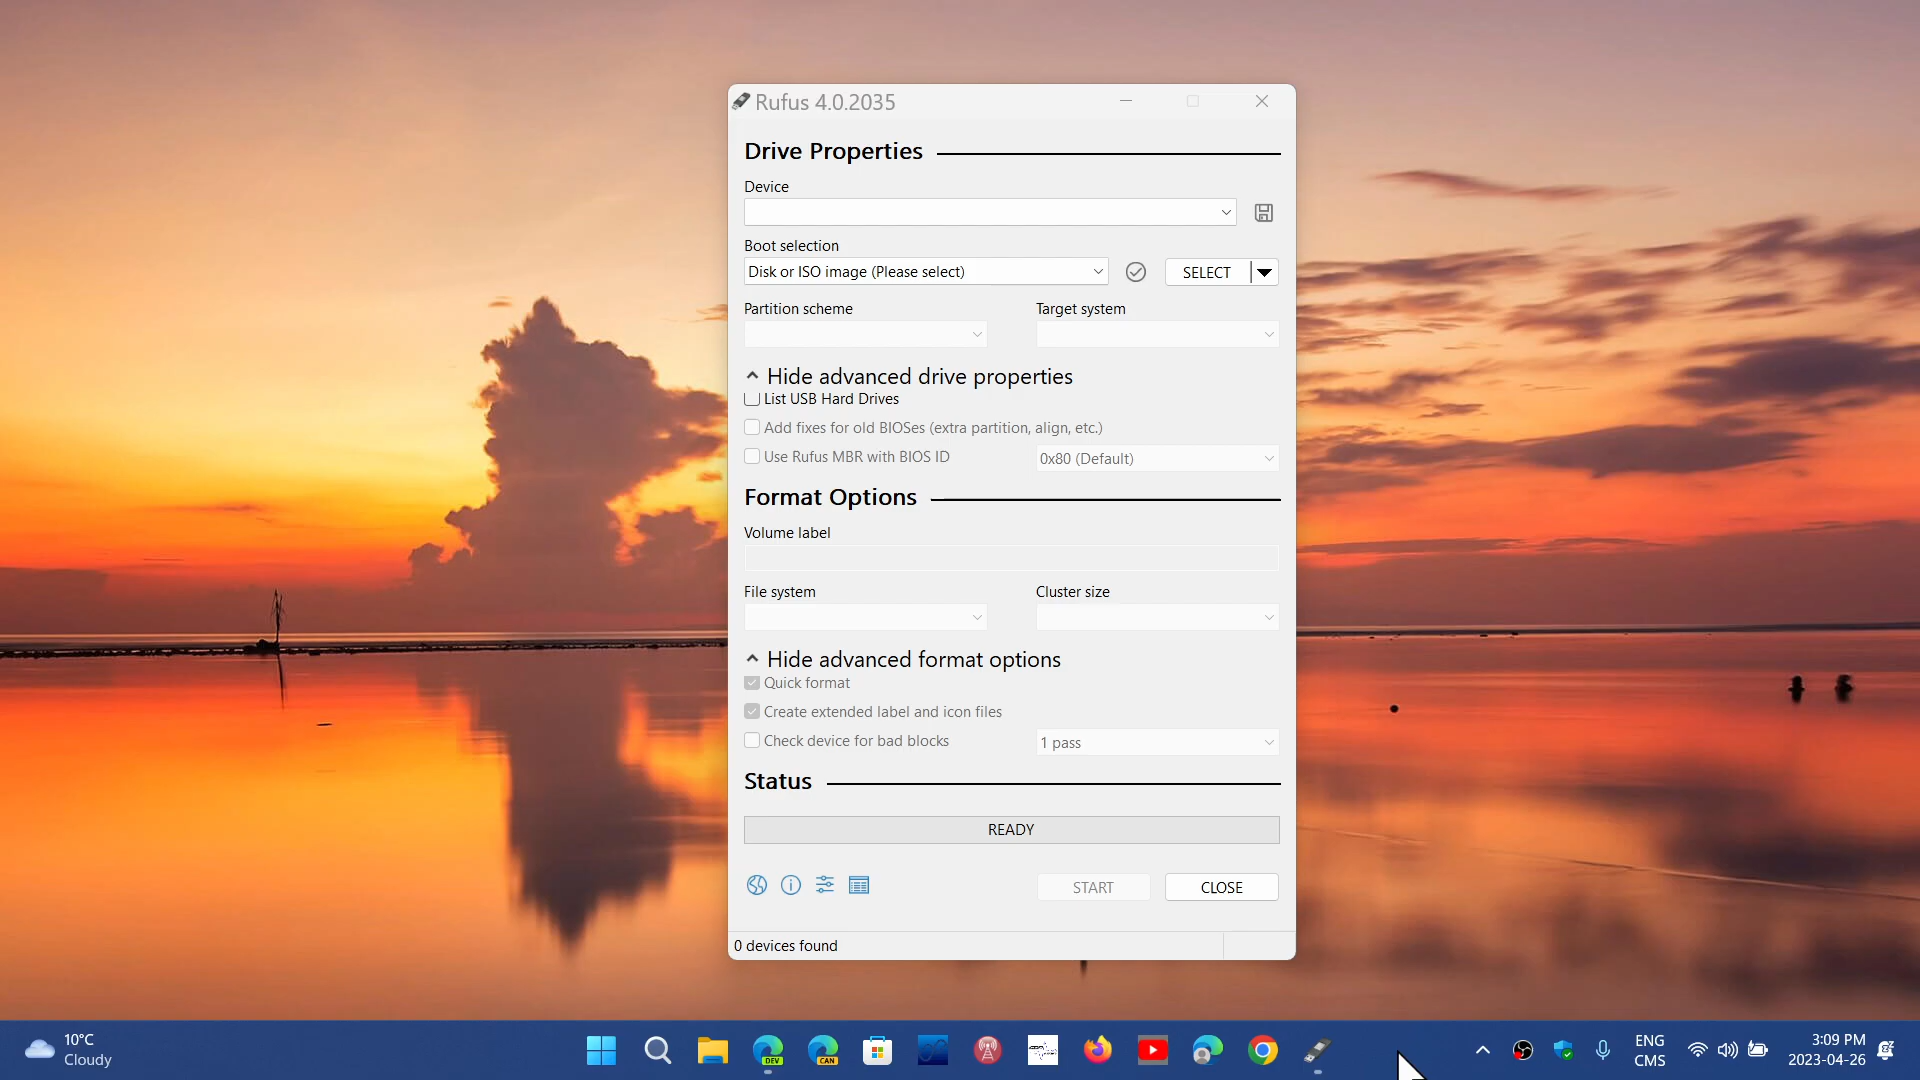 Rufus 4.0.2035
Drive Properties
Device
Boot selection
Disk or ISO image (Please select)
SELECT
Partition scheme
Target system
Hide advanced drive properties
List USB Hard Drives
Add fixes for old BIOSes (extra partition, align, etc.)
Use Rufus MBR with BIOS ID
0x80 (Default)
Format Options
Volume label
File system
Cluster size
Hide advanced format options
Quick format
Create extended label and icon files
Check device for bad blocks
1 pass
Status
READY
START
CLOSE
0 devices found
10°C
Cloudy
DEV
CAN
ENG
CMS
3:09 PM
2023-04-26